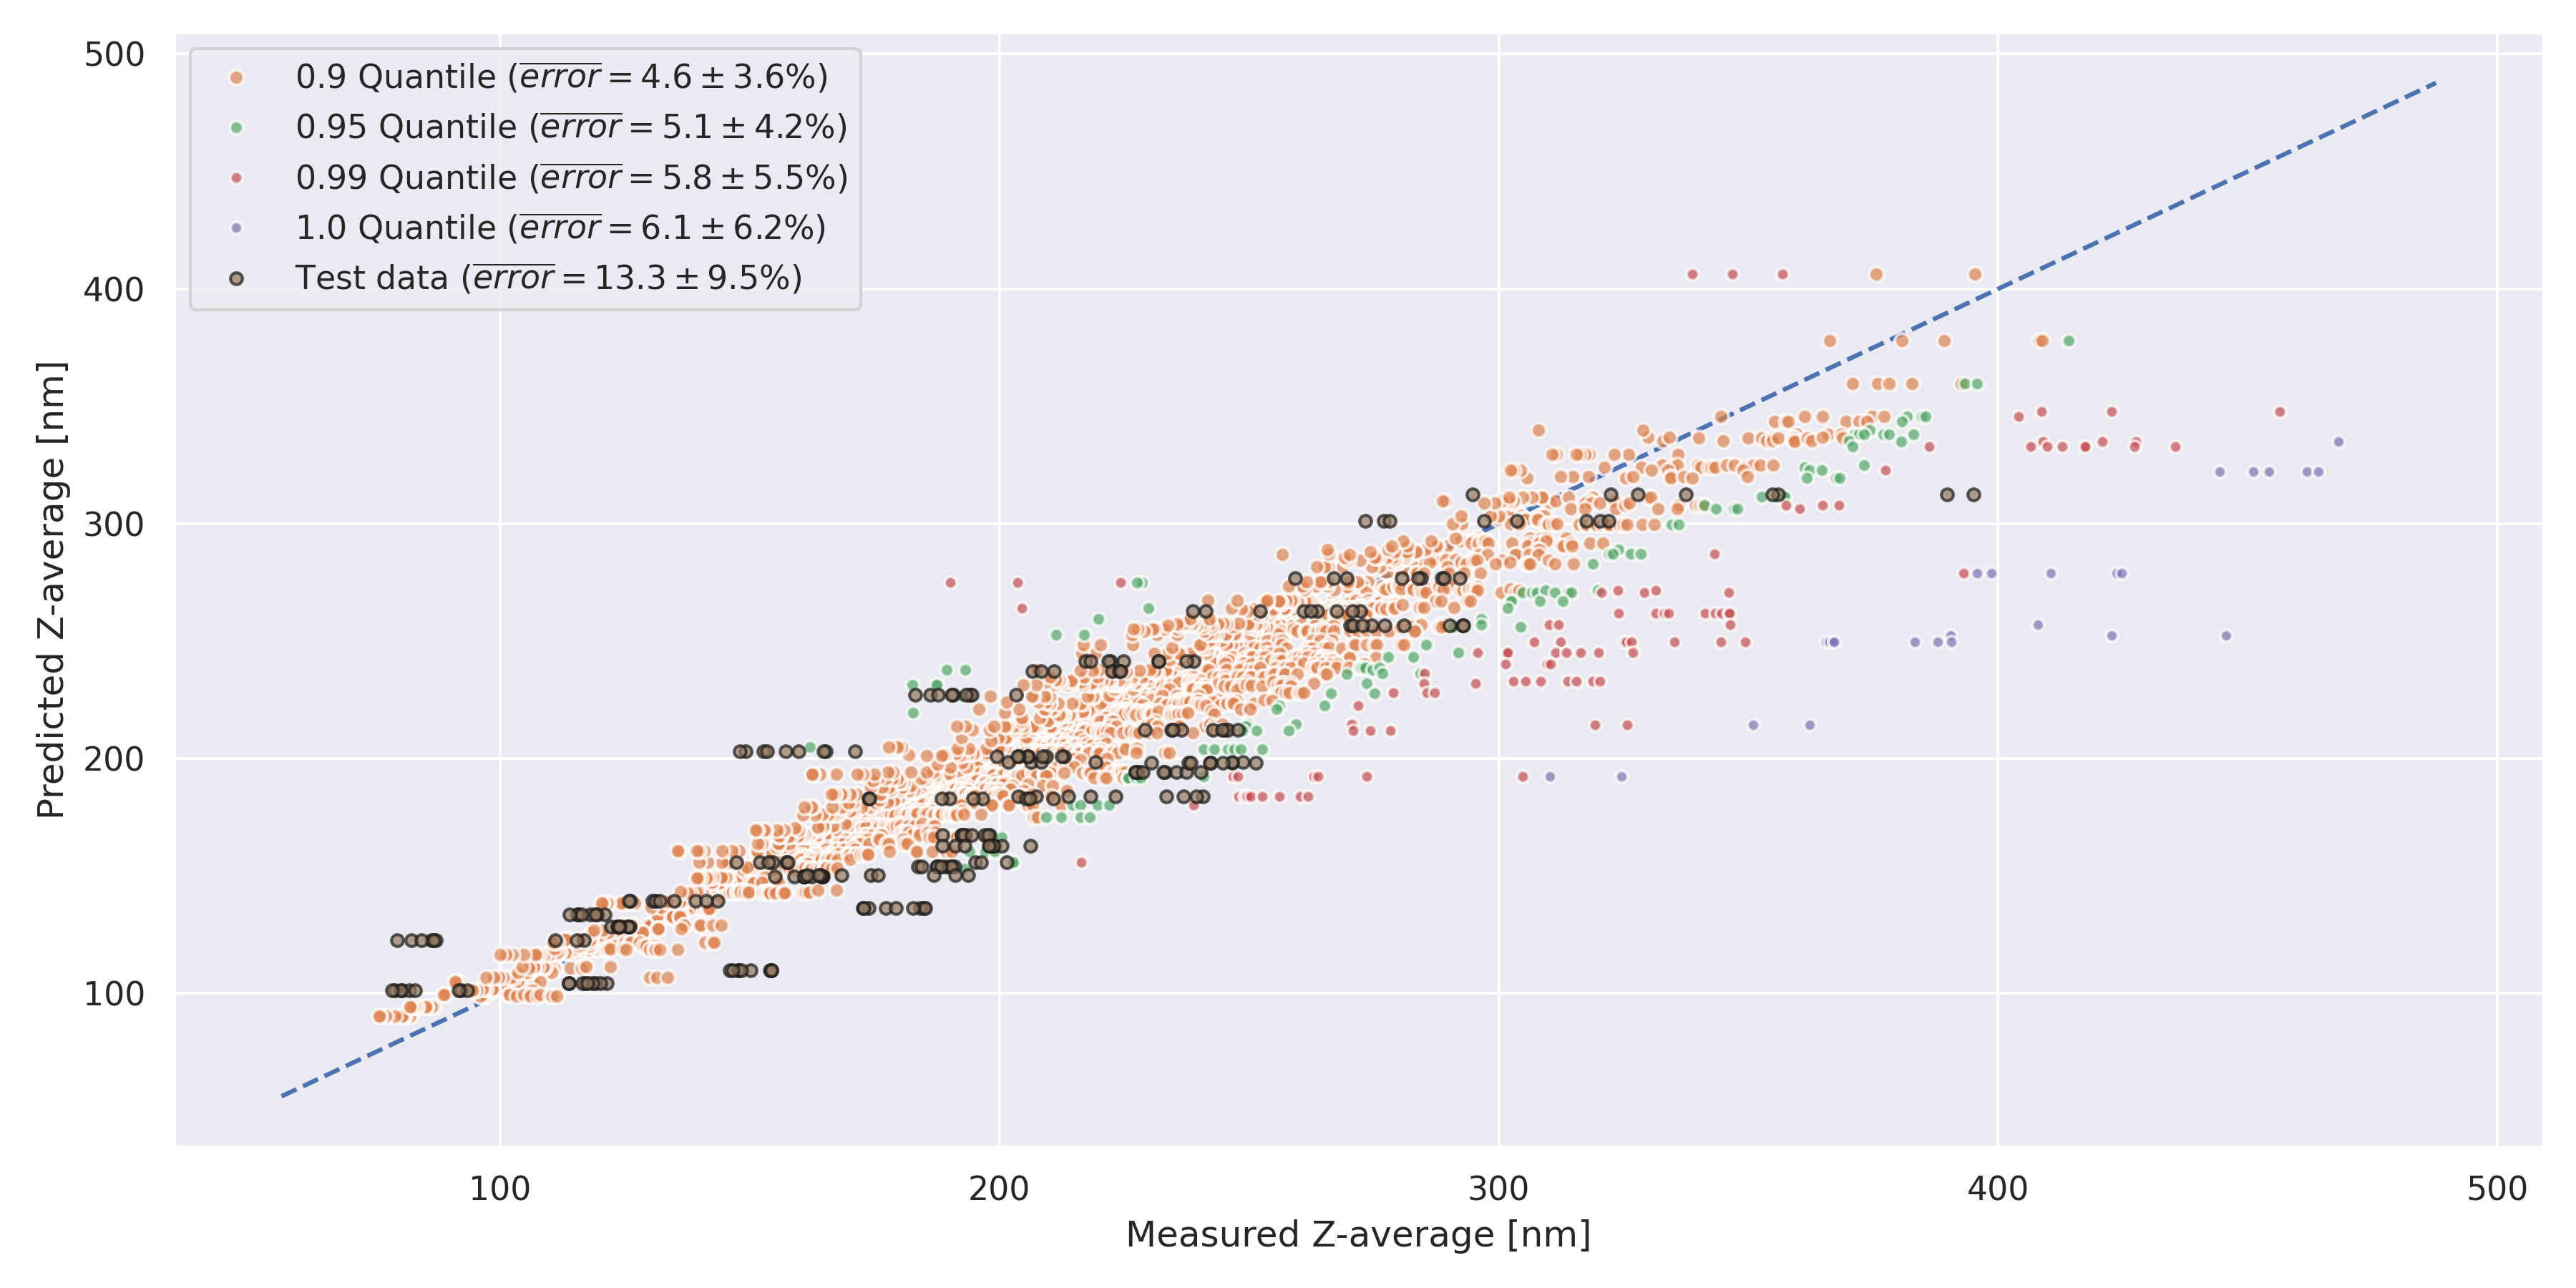 500
400
300
200
100
Predicted Z-average [nm]
0.9 Quantile (error = 4.6 ± 3.6%)
0.95 Quantile (error = 5.1 ± 4.2%)
0.99 Quantile (error = 5.8 ± 5.5%)
1.0 Quantile (error = 6.1 ± 6.2%)
Test data (error = 13.3 ± 9.5%)
100 200 300 400 500
Measured Z-average [nm]